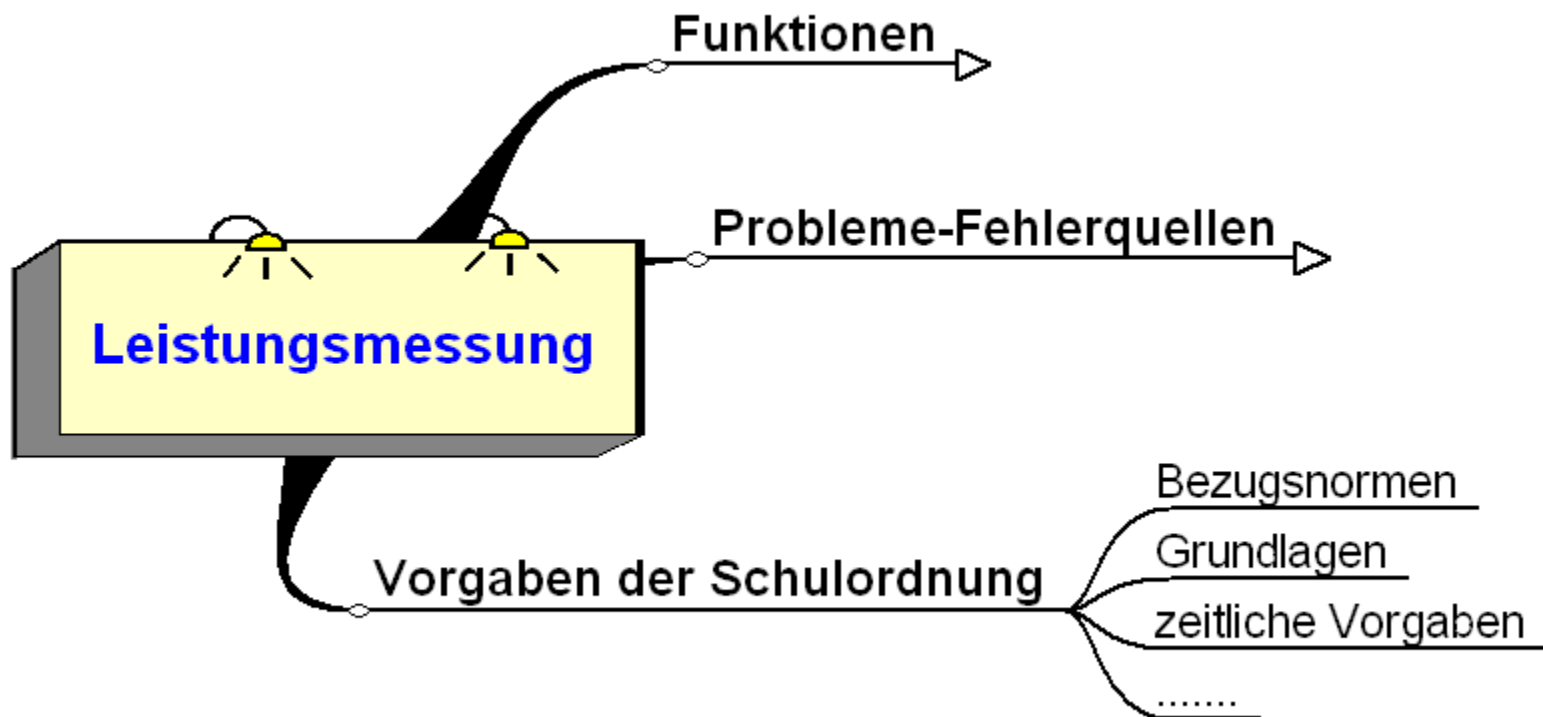 Funktionen
Probleme-Fehlerquellen
Leistungsmessung
Vorgaben der Schulordnung
Bezugsnormen
Grundlagen
zeitliche Vorgaben
.......